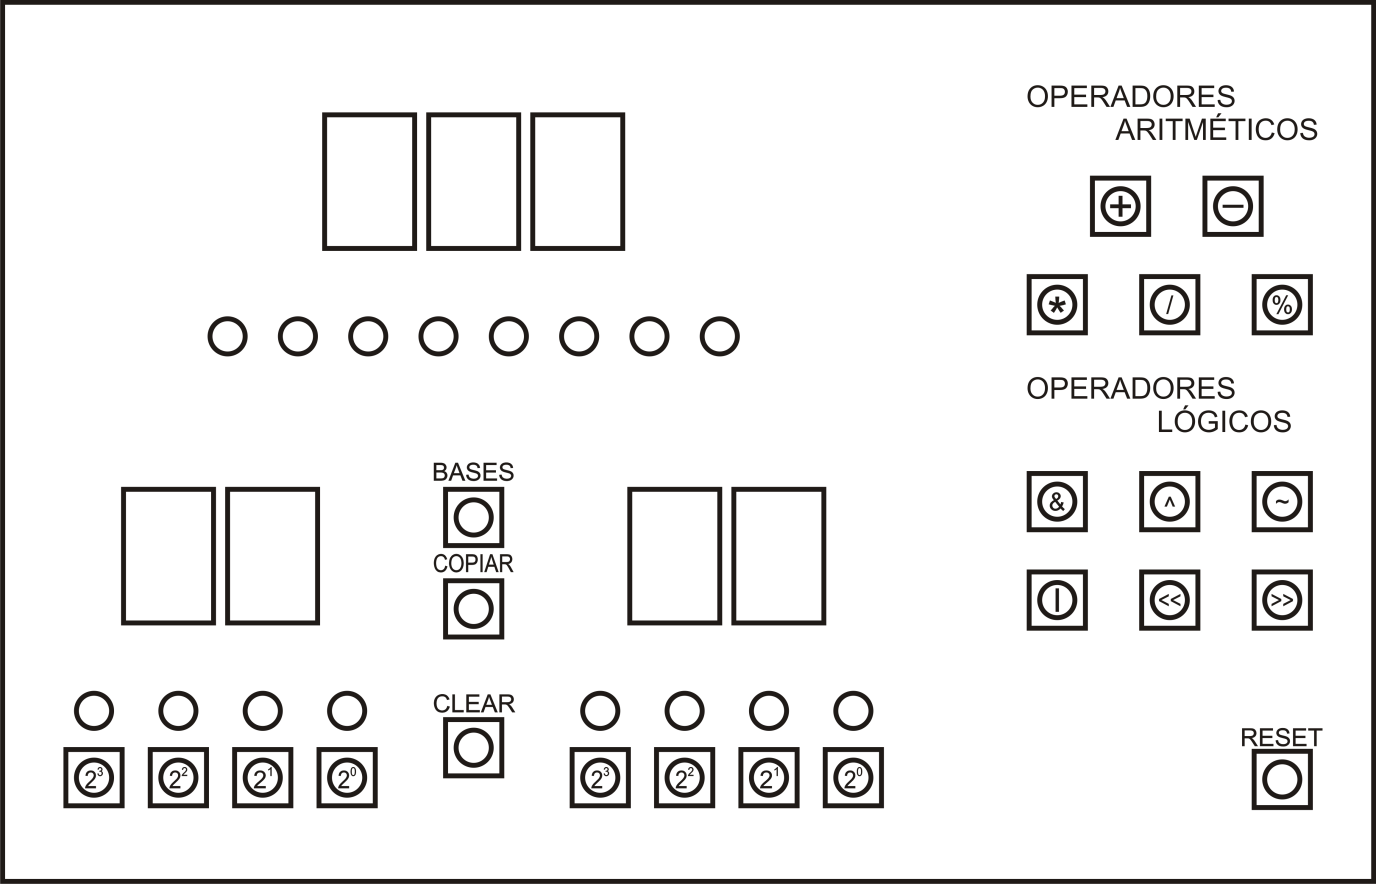 OPERADORES
ARITMÉTICOS
+ −
* / %
OPERADORES
LÓGICOS
& ^ ~
| << >>
BASES
COPIAR
CLEAR
2³ 2² 2¹ 2⁰
2³ 2² 2¹ 2⁰
RESET